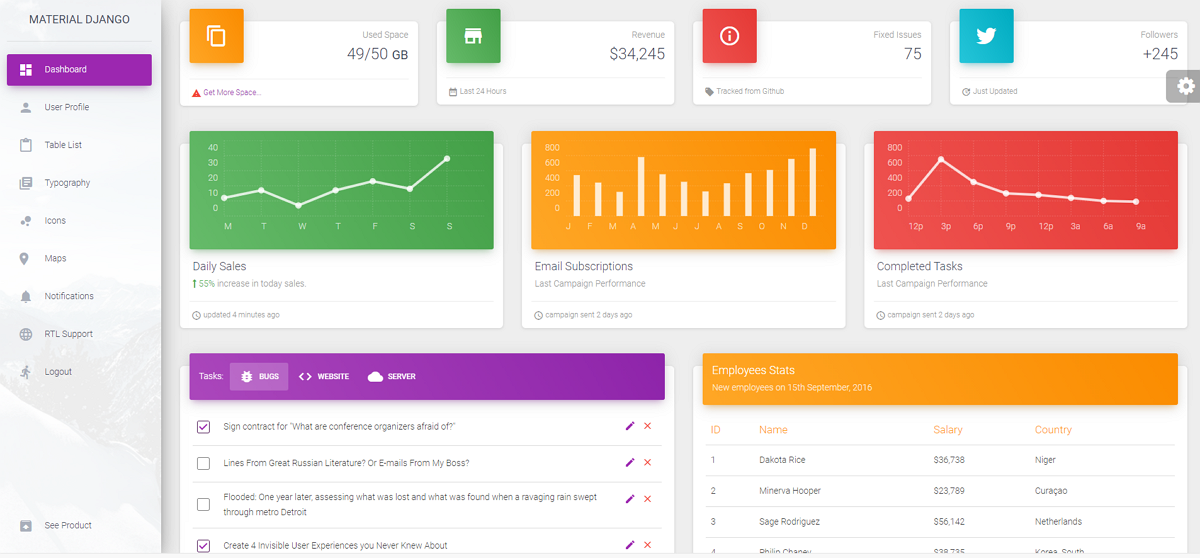 MATERIAL DJANGO
Dashboard
User Profile
Table List
Typography
Icons
Maps
Notifications
RTL Support
Logout
See Product
Used Space
49/50 GB
Get More Space...
Revenue
$34,245
Last 24 Hours
Fixed Issues
75
Tracked from Github
Followers
+245
Just Updated
40
30
20
10
0
M T W T F S S
Daily Sales
55% increase in today sales.
updated 4 minutes ago
800
600
400
200
0
J F M A M J J A S O N D
Email Subscriptions
Last Campaign Performance
campaign sent 2 days ago
800
600
400
200
0
12p 3p 6p 9p 12p 3a 6a 9a
Completed Tasks
Last Campaign Performance
campaign sent 2 days ago
Tasks: BUGS WEBSITE SERVER
Sign contract for "What are conference organizers afraid of?"
Lines From Great Russian Literature? Or E-mails From My Boss?
Flooded: One year later, assessing what was lost and what was found when a ravaging rain swept
through metro Detroit
Create 4 Invisible User Experiences you Never Knew About
Employees Stats
New employees on 15th September, 2016
ID Name Salary Country
1 Dakota Rice $36,738 Niger
2 Minerva Hooper $23,789 Curaçao
3 Sage Rodriguez $56,142 Netherlands
4 Philip Chaney $38,735 Korea, South